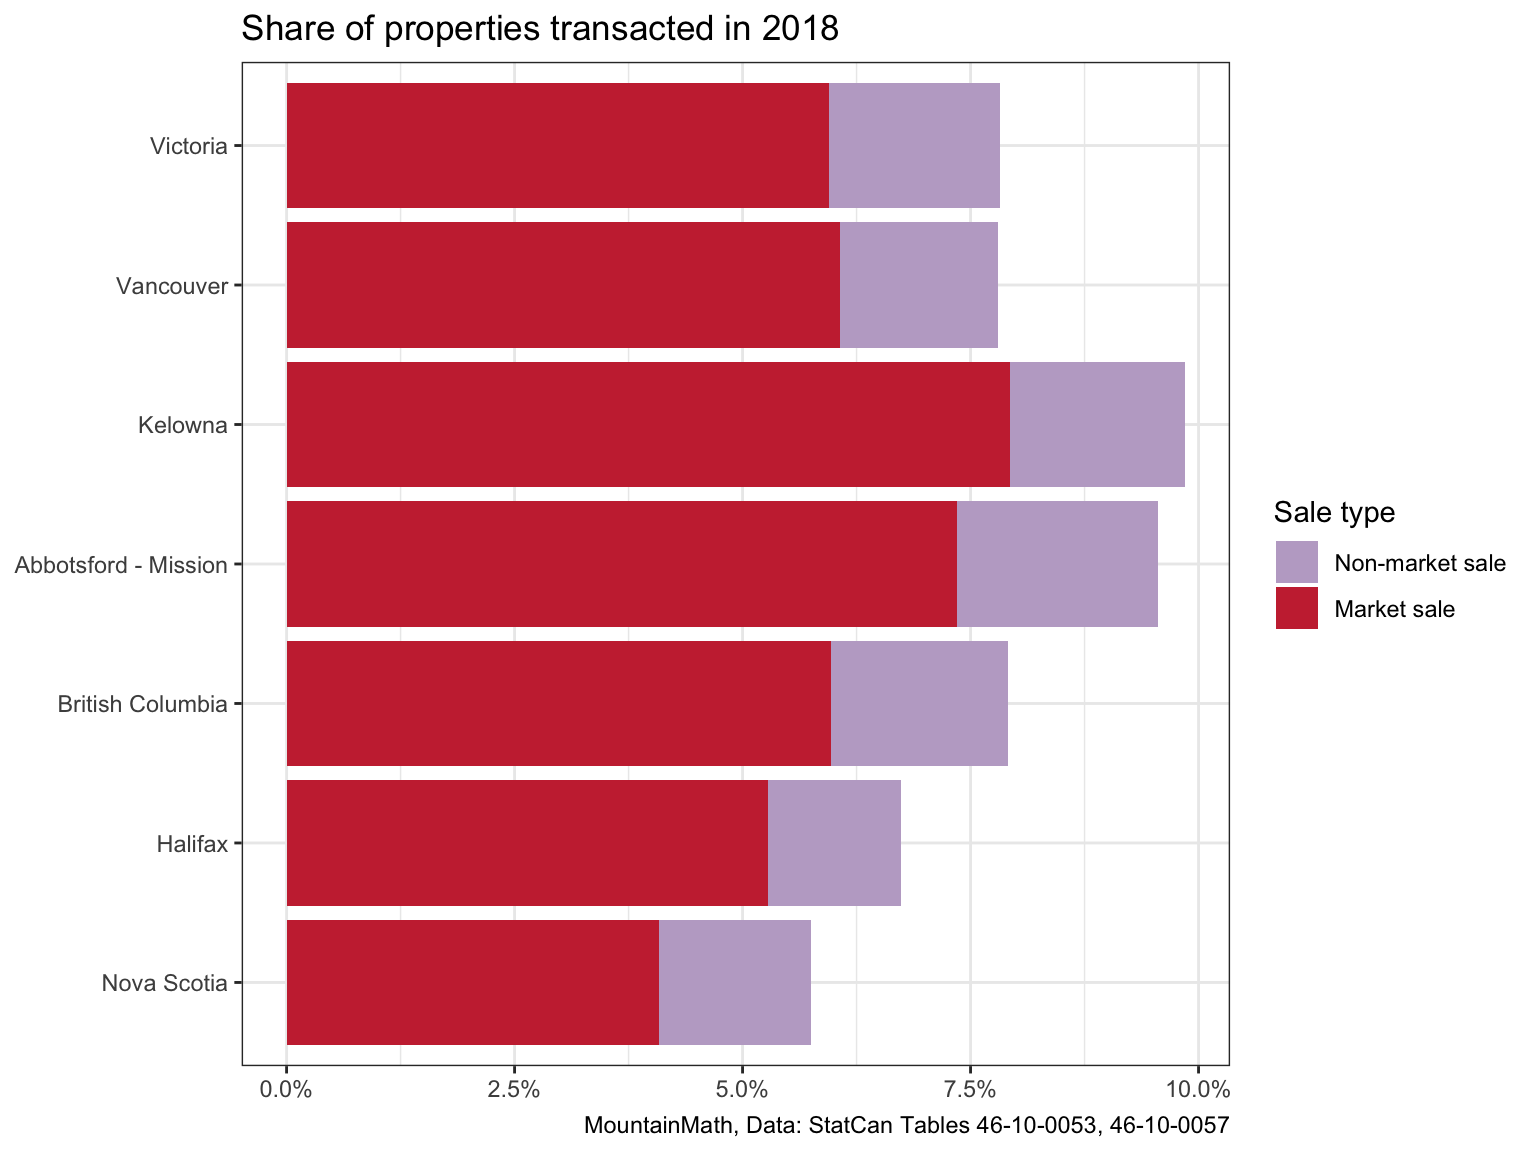 Share of properties transacted in 2018
Victoria
Vancouver
Kelowna
Abbotsford - Mission
British Columbia
Halifax
Nova Scotia
0.0% 2.5% 5.0% 7.5% 10.0%
Sale type
Non-market sale
Market sale
MountainMath, Data: StatCan Tables 46-10-0053, 46-10-0057